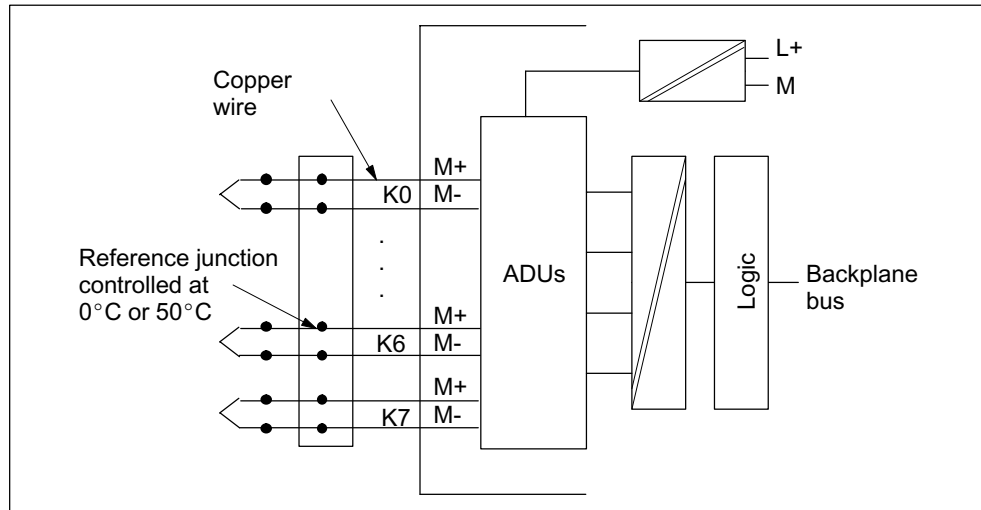 L+
M
Copper
wire
M+
K0 M-
.
.
.
Reference junction
controlled at
0°C or 50°C
ADUs
Logic
Backplane
bus
M+
K6 M-
M+
K7 M-